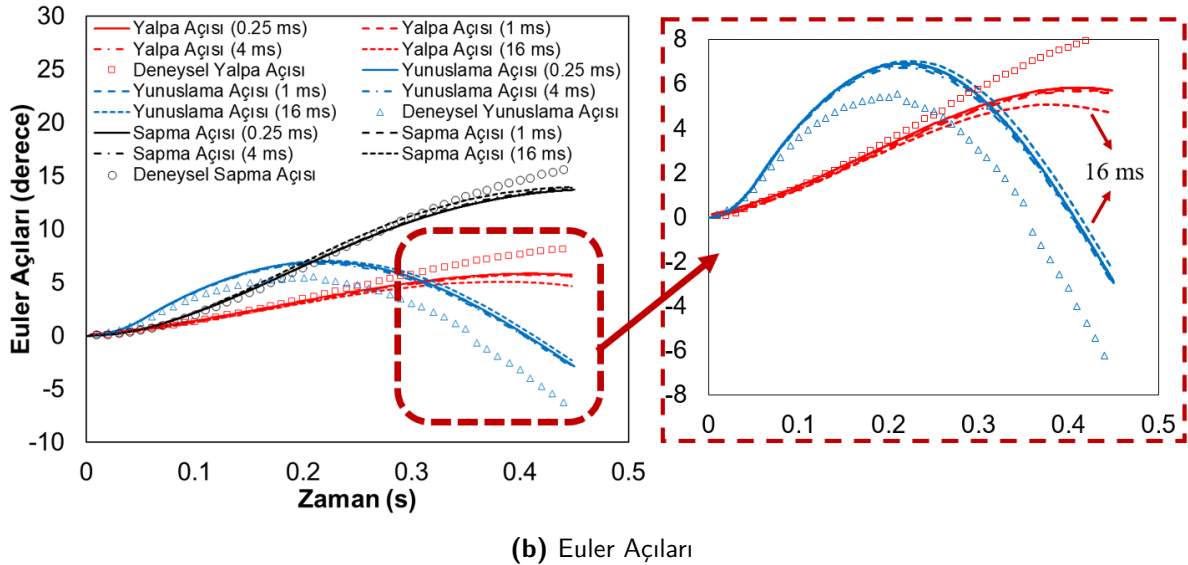 Euler Açıları (derece)
30
25
20
15
10
5
0
-5
-10
Yalpa Açısı (0.25 ms)
Yalpa Açısı (1 ms)
Yalpa Açısı (4 ms)
Yalpa Açısı (16 ms)
Deneysel Yalpa Açısı
Yunuslama Açısı (0.25 ms)
Yunuslama Açısı (1 ms)
Yunuslama Açısı (4 ms)
Yunuslama Açısı (16 ms)
Deneysel Yunuslama Açısı
Sapma Açısı (0.25 ms)
Sapma Açısı (1 ms)
Sapma Açısı (4 ms)
Sapma Açısı (16 ms)
Deneysel Sapma Açısı
0 0.1 0.2 0.3 0.4 0.5
Zaman (s)
8
6
4
2
0
-2
-4
-6
-8
16 ms
0 0.1 0.2 0.3 0.4 0.5
(b) Euler Açıları